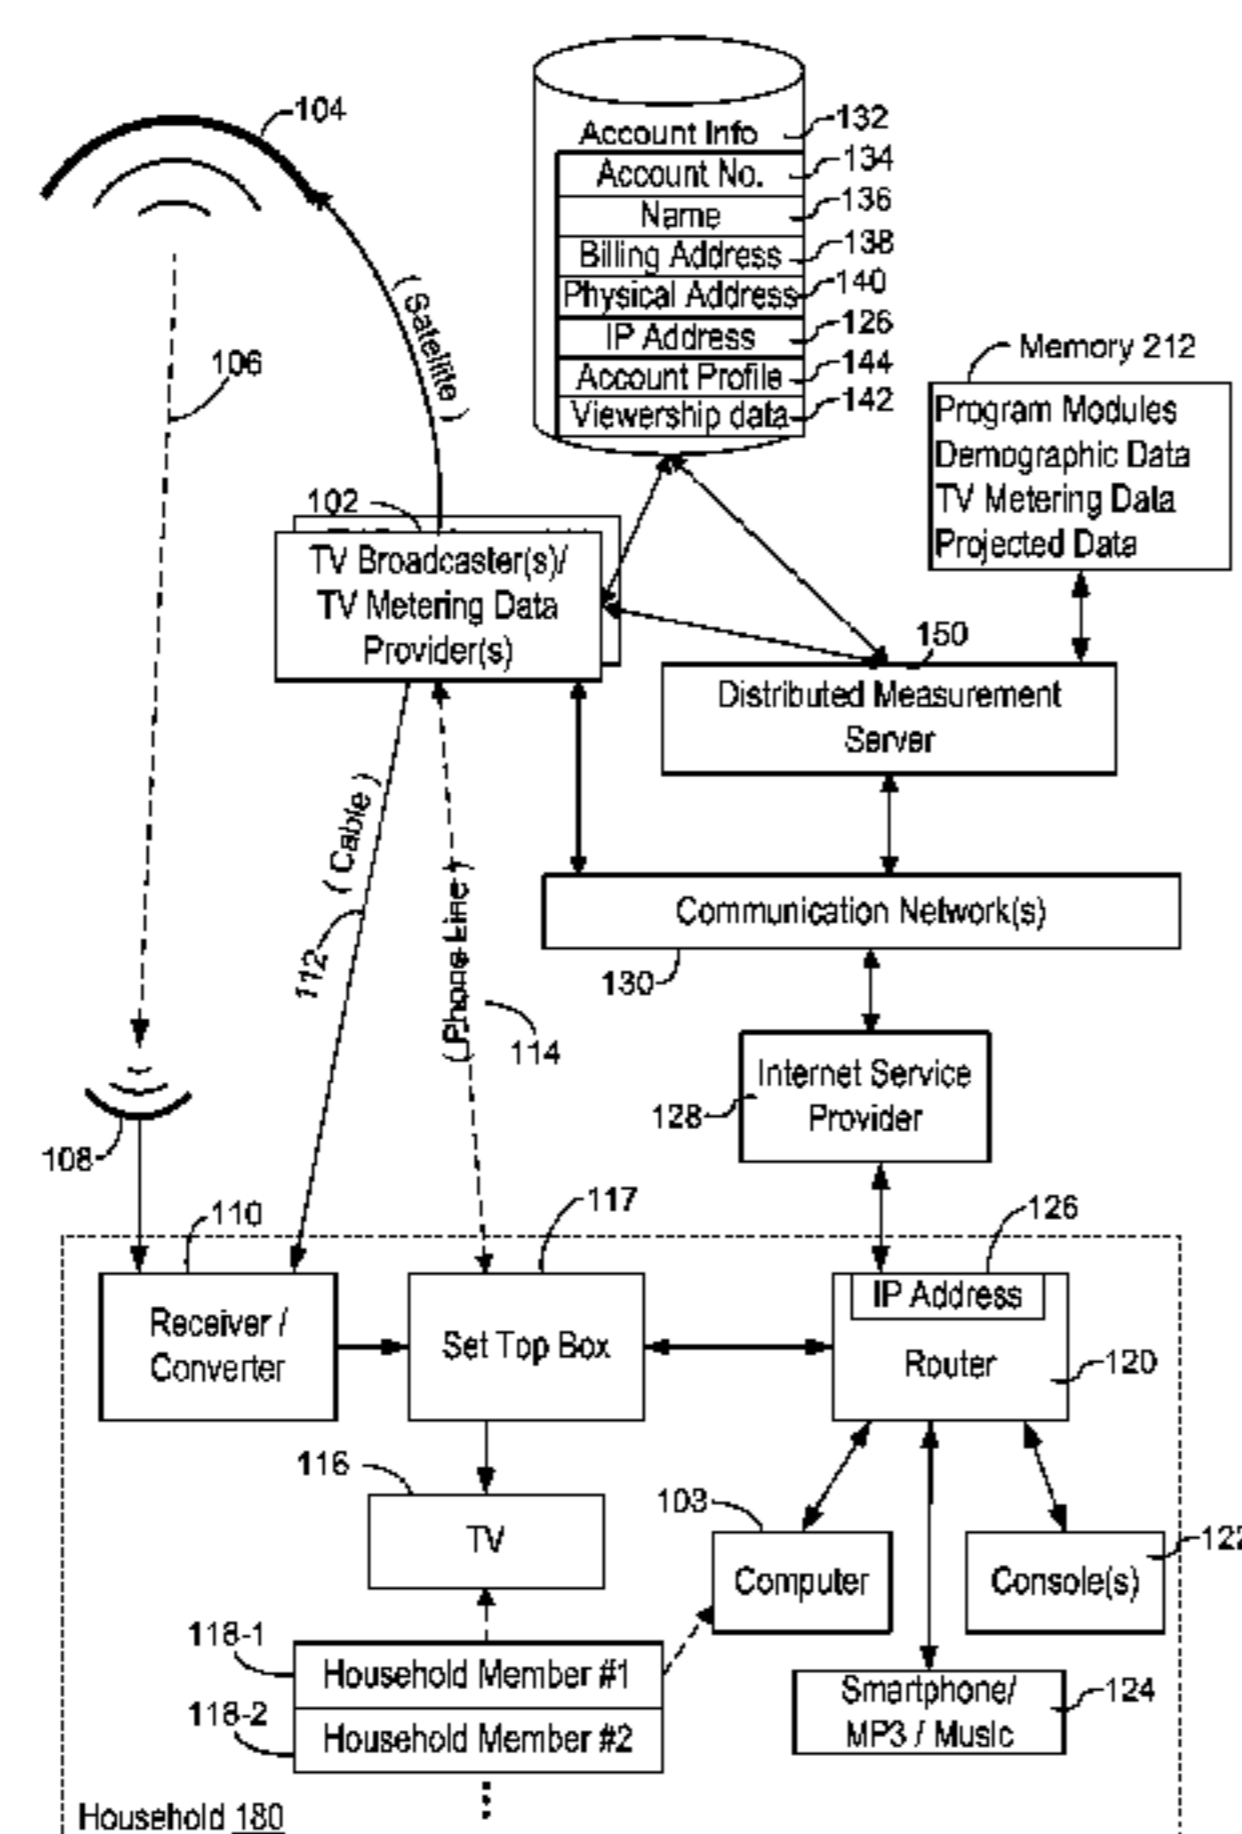 104
Account Info
132
Account No.
134
Name
136
Billing Address
138
Physical Address
140
IP Address
126
Account Profile
144
Viewership data
142
(Satellite)
106
Memory 212
Program Modules
Demographic Data
TV Metering Data
Projected Data
102
TV Broadcaster(s)/
TV Metering Data
Provider(s)
150
Distributed Measurement
Server
(Cable)
112
(Phone Line)
114
Communication Network(s)
130
Internet Service
Provider
128
108
110
117
126
Receiver /
Converter
Set Top Box
IP Address
Router
120
116
TV
103
Computer
Console(s)
122
118-1
Household Member #1
118-2
Household Member #2
Smartphone/
MP3 / Music
124
Household 180